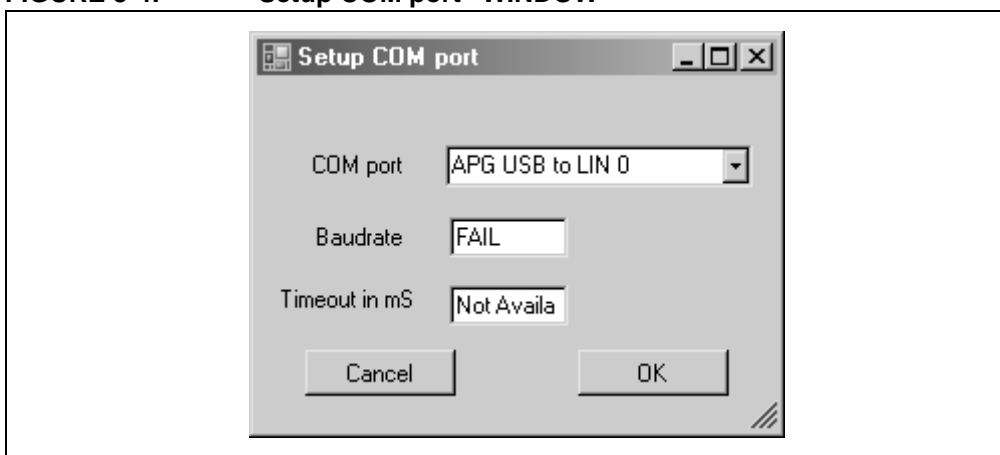 Setup COM port
COM port APG USB to LIN 0
Baudrate FAIL
Timeout in mS Not Availa
Cancel OK